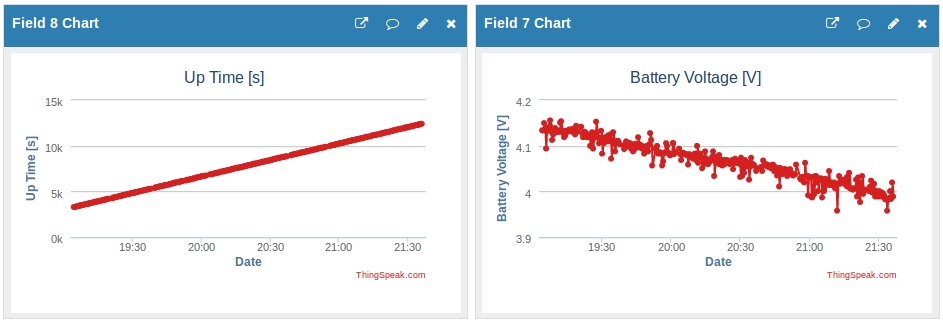 Field 8 Chart
Up Time [s]
Up Time [s]
15k
10k
5k
0k
19:30 20:00 20:30 21:00 21:30
Date
ThingSpeak.com
Field 7 Chart
Battery Voltage [V]
Battery Voltage [V]
4.2
4.1
4
3.9
19:30 20:00 20:30 21:00 21:30
Date
ThingSpeak.com